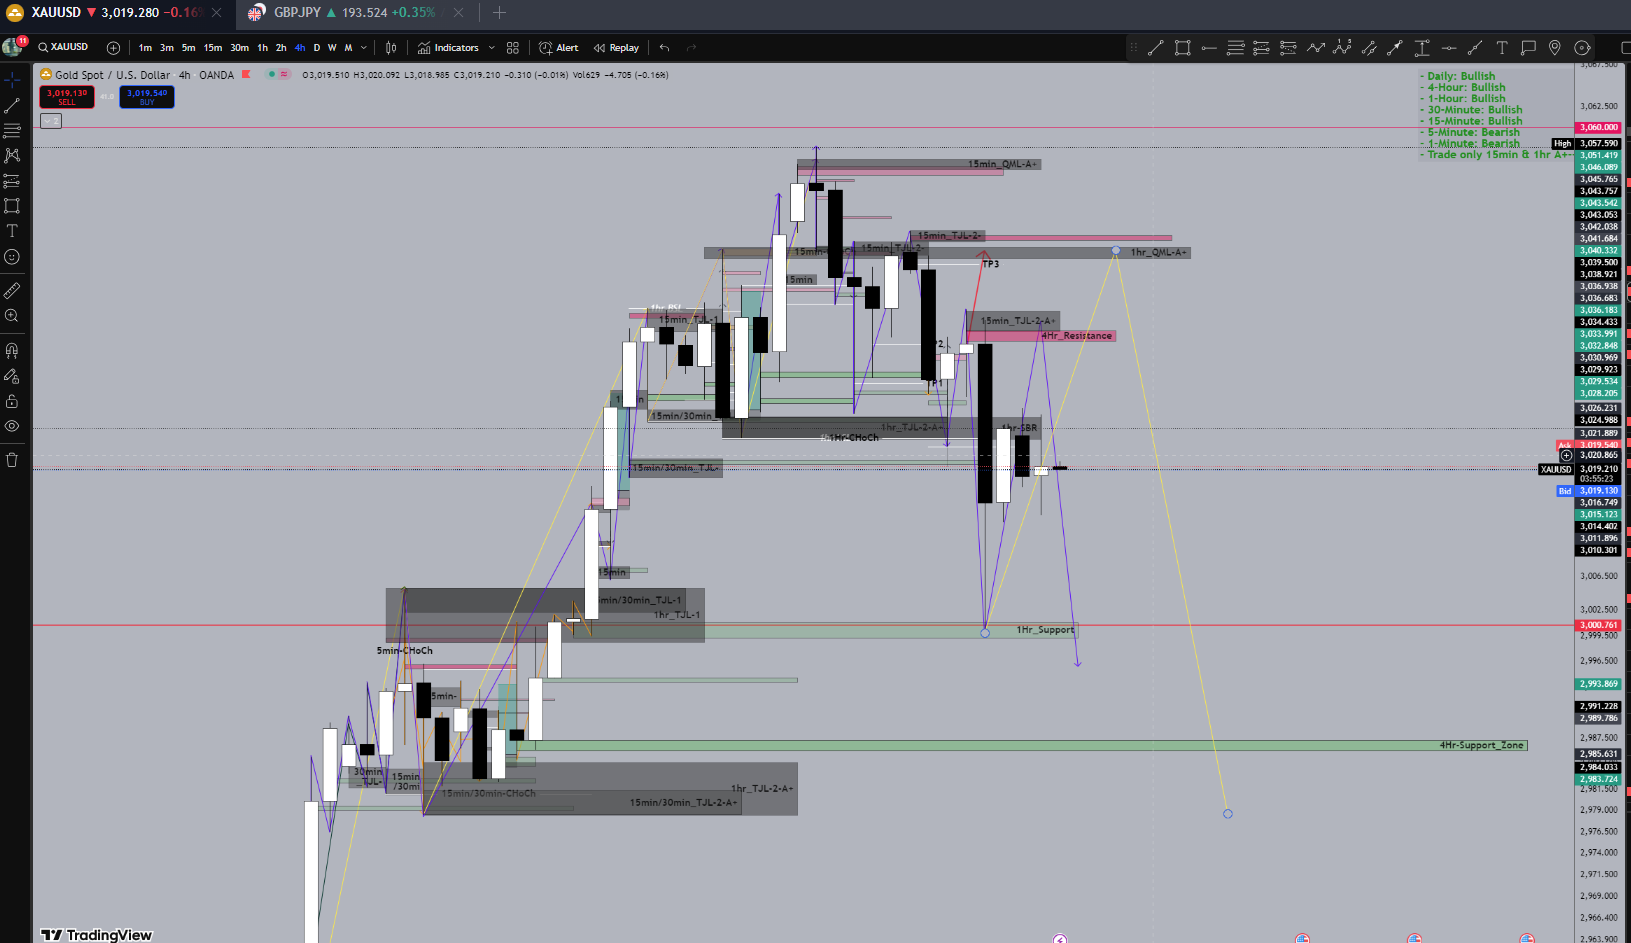 XAUUSD ▼ 3,019.280 −0.16
GBPJPY ▲ 193.524 +0.35%
11
XAUUSD
1m 3m 5m 15m 30m 1h 2h 4h D W M
Indicators
Alert
Replay
Gold Spot / U.S. Dollar · 4h · OANDA
O3,019.510 H3,020.092 L3,018.985 C3,019.210 −0.310 (−0.01%) Vol629 −4.705 (−0.16%)
3,019.130
SELL
41.0
3,019.540
BUY
2
- Daily: Bullish
- 4-Hour: Bullish
- 1-Hour: Bullish
- 30-Minute: Bullish
- 15-Minute: Bullish
- 5-Minute: Bearish
- 1-Minute: Bearish
- Trade only 15min & 1hr A+
15min_QML-A+
15min_TJL-2-
15min_TJL-2-
1hr_QML-A+
TP3
15min
15min_TJL-1
15min_TJL-2-A+
4Hr_Resistance
TP1
15min/30min_
1hr_TJL-2-A+
1hr-SBR
1Hr-CHoCh
15min/30min_TJL-
15min
min/30min_TJL-1
1hr_TJL-1
1Hr_Support
5min-CHoCh
5min-
4Hr-Support_Zone
30min
_TJL-
15min
/30mi
15min/30min-CHoCh
1hr_TJL-2-A+
15min/30min_TJL-2-A+
3,067.500
3,062.500
3,060.000
High 3,057.590
3,051.419
3,046.089
3,045.765
3,043.757
3,043.542
3,043.053
3,042.038
3,041.684
3,040.332
3,039.500
3,038.921
3,036.938
3,036.683
3,036.183
3,034.433
3,033.991
3,032.848
3,030.969
3,029.923
3,029.534
3,028.205
3,026.231
3,024.988
3,021.889
Ask 3,019.540
3,020.865
XAUUSD 3,019.210
03:55:23
Bid 3,019.130
3,016.749
3,015.123
3,014.402
3,011.896
3,010.301
3,006.500
3,002.500
3,000.761
2,999.500
2,996.500
2,993.869
2,991.228
2,989.786
2,987.500
2,985.631
2,984.033
2,983.724
2,981.500
2,979.000
2,976.500
2,974.000
2,971.500
2,969.000
2,966.400
2,963.900
TradingView